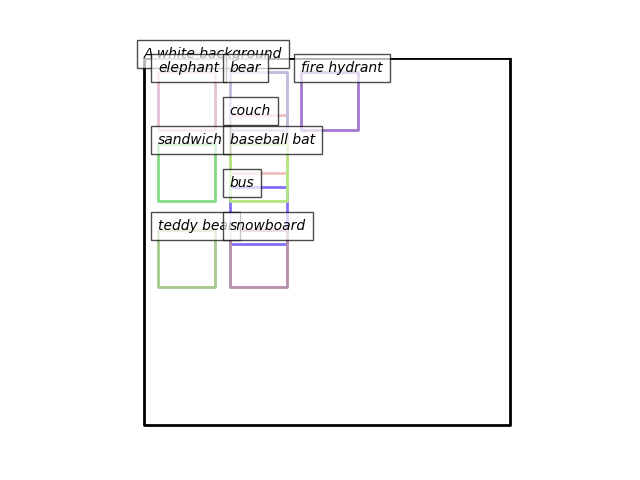 A white background
elephant bear fire hydrant
couch
sandwich baseball bat
bus
teddy bear snowboard